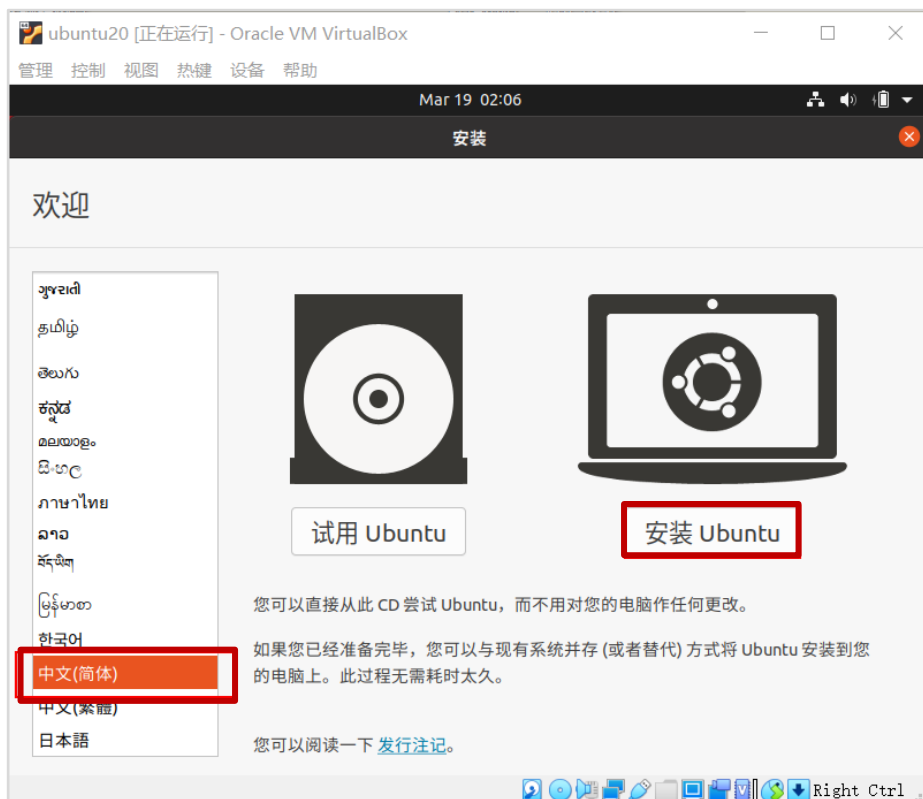 ubuntu20 [正在运行] - Oracle VM VirtualBox
管理 控制 视图 热键 设备 帮助
Mar 19 02:06
安装
欢迎
ગુજરાતી
தமிழ்
తెలుగు
ಕನ್ನಡ
മലയാളം
සිංහල
ภาษาไทย
ລາວ
རྫོང་ཁ
မြန်မာစာ
한국어
中文(简体)
中文(繁體)
日本語
试用 Ubuntu
安装 Ubuntu
您可以直接从此 CD 尝试 Ubuntu，而不用对您的电脑作任何更改。
如果您已经准备完毕，您可以与现有系统并存 (或者替代) 方式将 Ubuntu 安装到您
的电脑上。此过程无需耗时太久。
您可以阅读一下 发行注记。
Right Ctrl